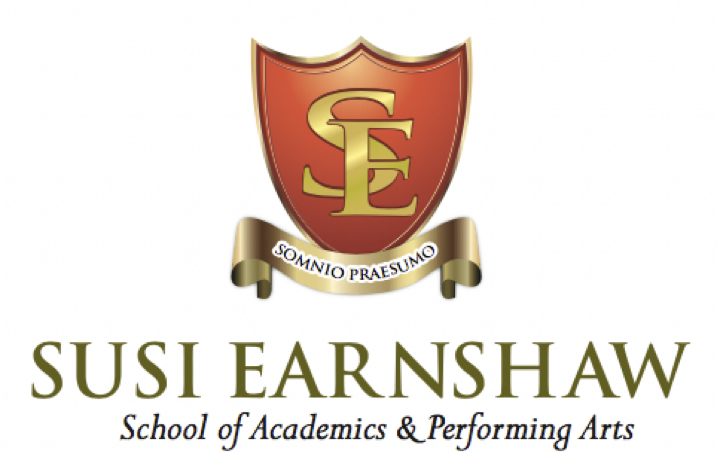 SE
SOMNIO PRAESUMO
SUSI EARNSHAW
School of Academics & Performing Arts